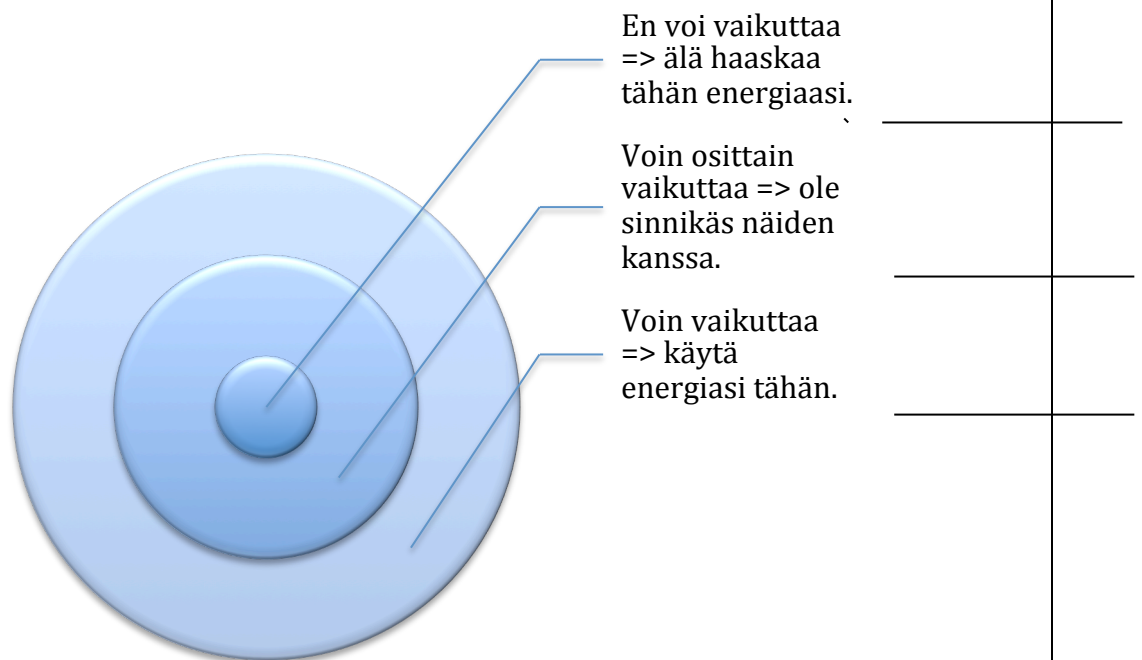 En voi vaikuttaa
=> älä haaskaa
tähän energiaasi.
Voin osittain
vaikuttaa => ole
sinnikäs näiden
kanssa.
Voin vaikuttaa
=> käytä
energiasi tähän.